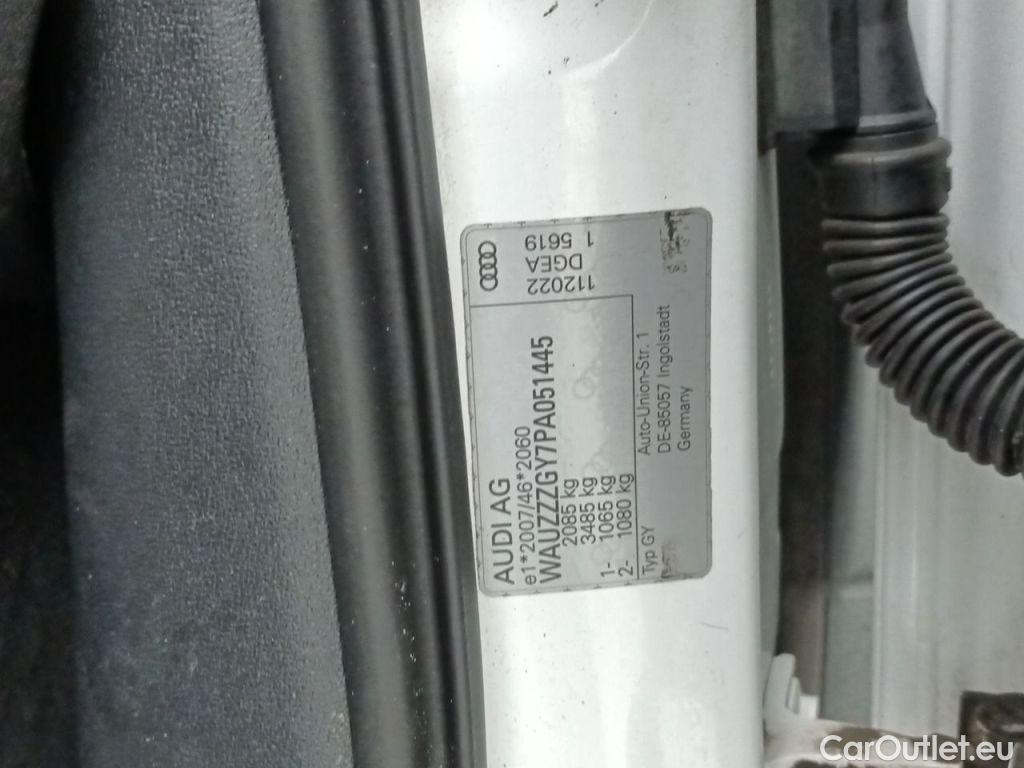 AUDI AG
e1*2007/46*2060
WAUZZZGY7PA051445
2085 kg
3485 kg
1- 1065 kg
2- 1080 kg
Typ GY
Auto-Union-Str. 1
DE-85057 Ingolstadt
Germany
112022
DGEA
1 5619
CarOutlet.eu